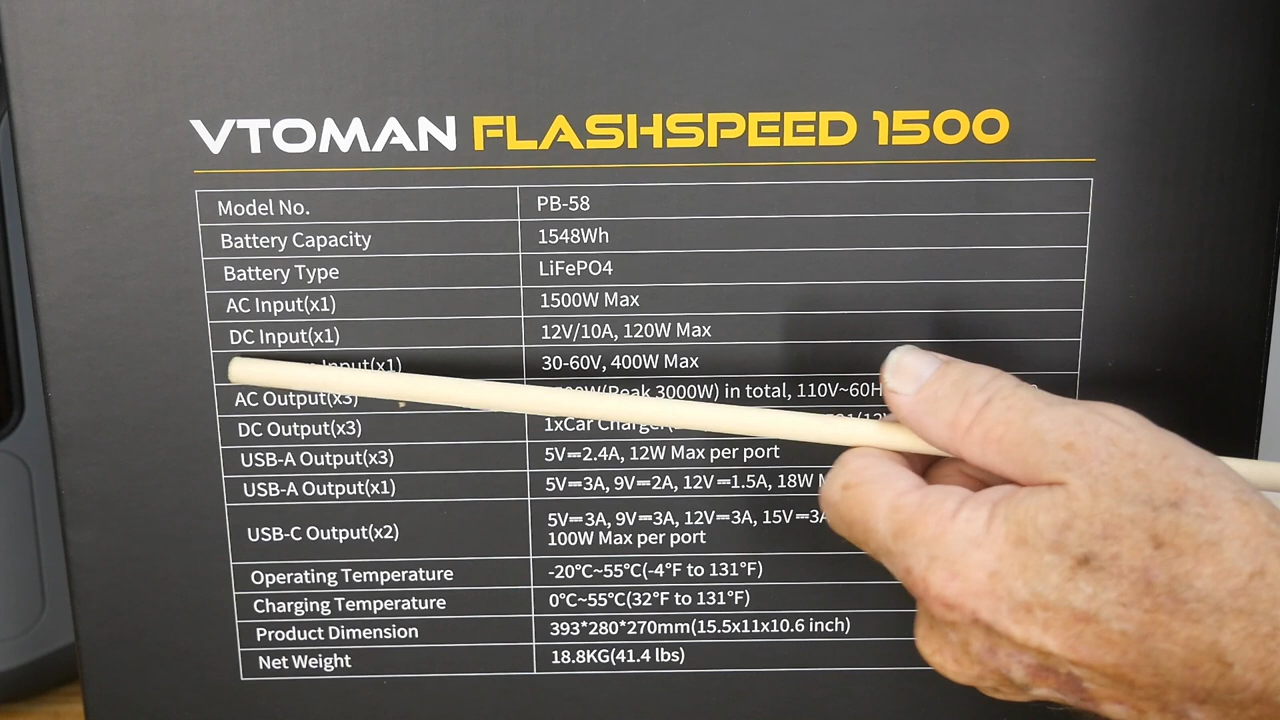 VTOMAN FLASHSPEED 1500
Model No. PB-58
Battery Capacity 1548Wh
Battery Type LiFePO4
AC Input(x1) 1500W Max
DC Input(x1) 12V/10A, 120W Max
Input(x1) 30-60V, 400W Max
AC Output(x3) 3000W) in total, 110V~60H
DC Output(x3) 1xCar
USB-A Output(x3) 5V⎓2.4A, 12W Max per port
USB-A Output(x1) 5V⎓3A, 9V⎓2A, 12V⎓1.5A, 18W
USB-C Output(x2) 5V⎓3A, 9V⎓3A, 12V⎓3A, 15V⎓3A
100W Max per port
Operating Temperature -20°C~55°C(-4°F to 131°F)
Charging Temperature 0°C~55°C(32°F to 131°F)
Product Dimension 393*280*270mm(15.5x11x10.6 inch)
Net Weight 18.8KG(41.4 lbs)